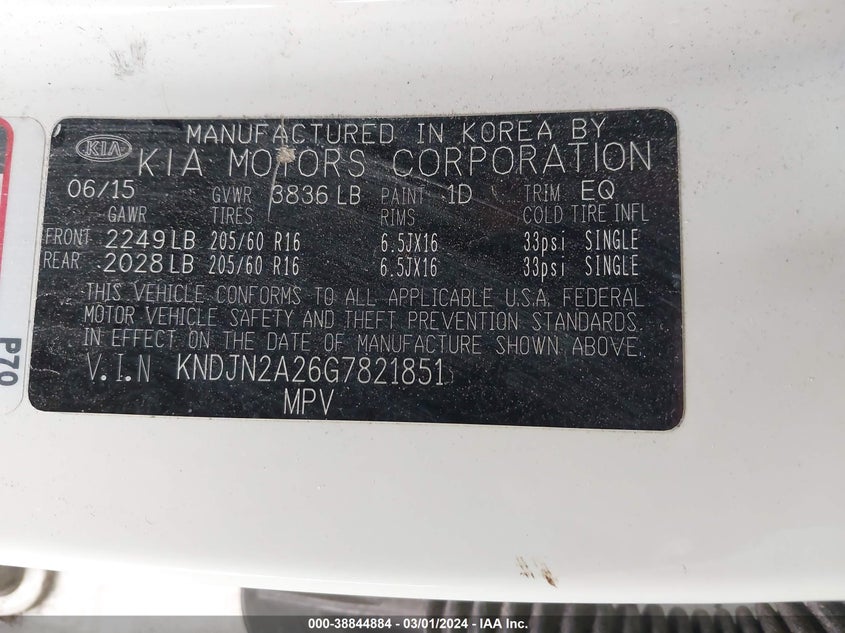 MANUFACTURED IN KOREA BY
KIA KIA MOTORS CORPORATION
06/15 GVWR 3836 LB PAINT 1D TRIM EQ
GAWR TIRES RIMS COLD TIRE INFL
FRONT 2249 LB 205/60 R16 6.5JX16 33psi SINGLE
REAR 2028 LB 205/60 R16 6.5JX16 33psi SINGLE
THIS VEHICLE CONFORMS TO ALL APPLICABLE U.S.A. FEDERAL
MOTOR VEHICLE SAFETY AND THEFT PREVENTION STANDARDS
IN EFFECT ON THE DATE OF MANUFACTURE SHOWN ABOVE.
V.I.N KNDJN2A26G7821851
MPV
P70
000-38844884 - 03/01/2024 - IAA Inc.